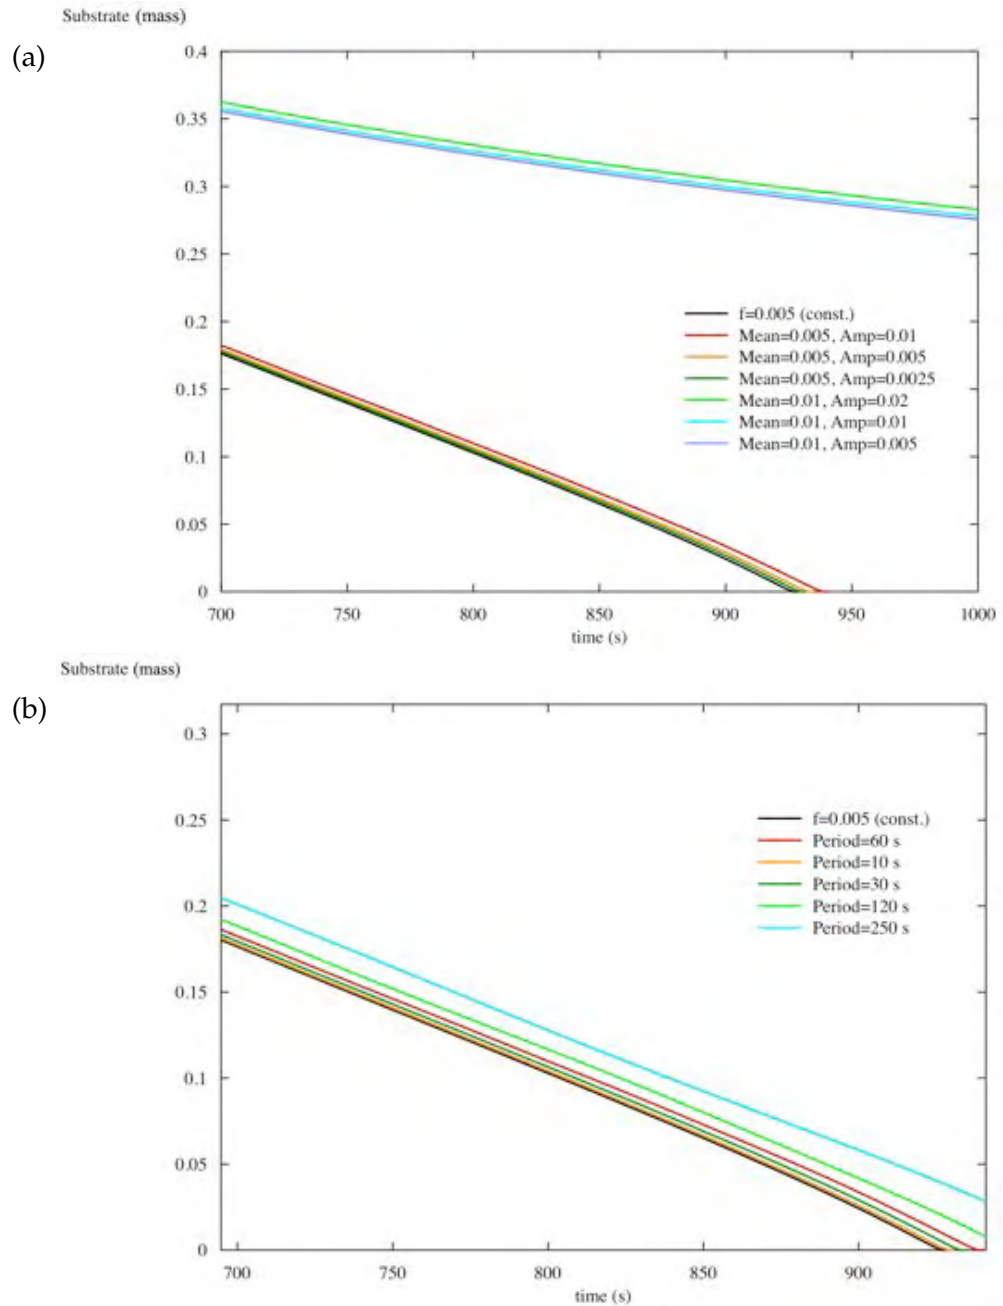 Substrate (mass)
(a)
0.4
0.35
0.3
0.25
0.2
0.15
0.1
0.05
0
f=0.005 (const.)
Mean=0.005, Amp=0.01
Mean=0.005, Amp=0.005
Mean=0.005, Amp=0.0025
Mean=0.01, Amp=0.02
Mean=0.01, Amp=0.01
Mean=0.01, Amp=0.005
700 750 800 850 900 950 1000
time (s)
Substrate (mass)
(b)
0.3
0.25
0.2
0.15
0.1
0.05
0
f=0.005 (const.)
Period=60 s
Period=10 s
Period=30 s
Period=120 s
Period=250 s
700 750 800 850 900
time (s)